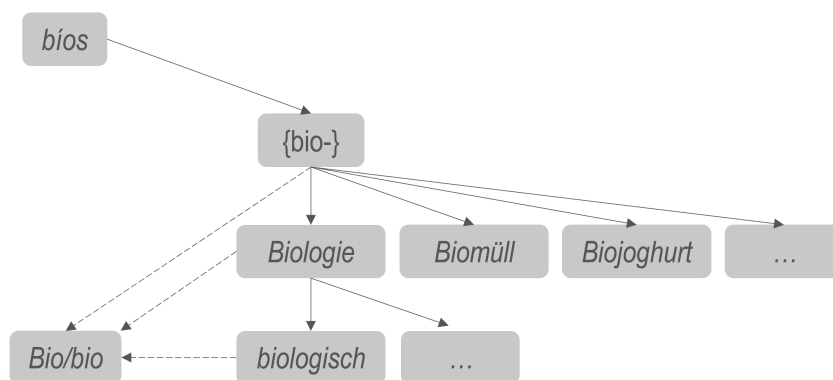 bíos
{bio-}
Biologie
Biomüll
Biojoghurt
…
Bio/bio
biologisch
…